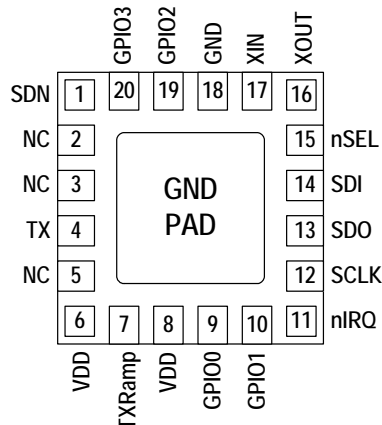 GPIO3
GPIO2
GND
XIN
XOUT
SDN 1 20 19 18 17 16
NC 2 15 nSEL
NC 3 GND 14 SDI
TX 4 PAD 13 SDO
NC 5 12 SCLK
6 7 8 9 10 11 nIRQ
VDD
TXRamp
VDD
GPIO0
GPIO1